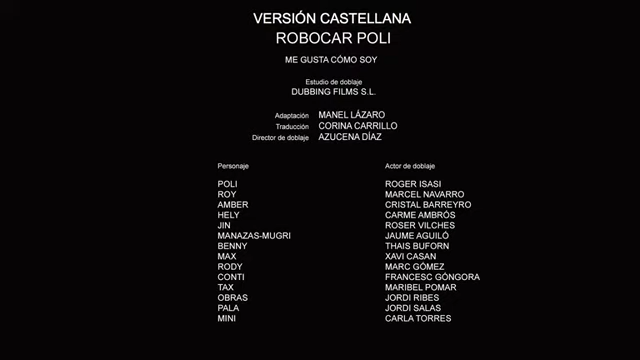 VERSIÓN CASTELLANA
ROBOCAR POLI
ME GUSTA CÓMO SOY
Estudio de doblaje
DUBBING FILMS S.L.
Adaptación MANEL LÁZARO
Traducción CORINA CARRILLO
Director de doblaje AZUCENA DÍAZ
Personaje Actor de doblaje
POLI ROGER ISASI
ROY MARCEL NAVARRO
AMBER CRISTAL BARREYRO
HELY CARME AMBRÓS
JIN ROSER VILCHES
MANAZAS-MUGRI JAUME AGUILÓ
BENNY THAIS BUFORN
MAX XAVI CASAN
RODY MARC GÓMEZ
CONTI FRANCESC GÓNGORA
TAX MARIBEL POMAR
OBRAS JORDI RIBES
PALA JORDI SALAS
MINI CARLA TORRES